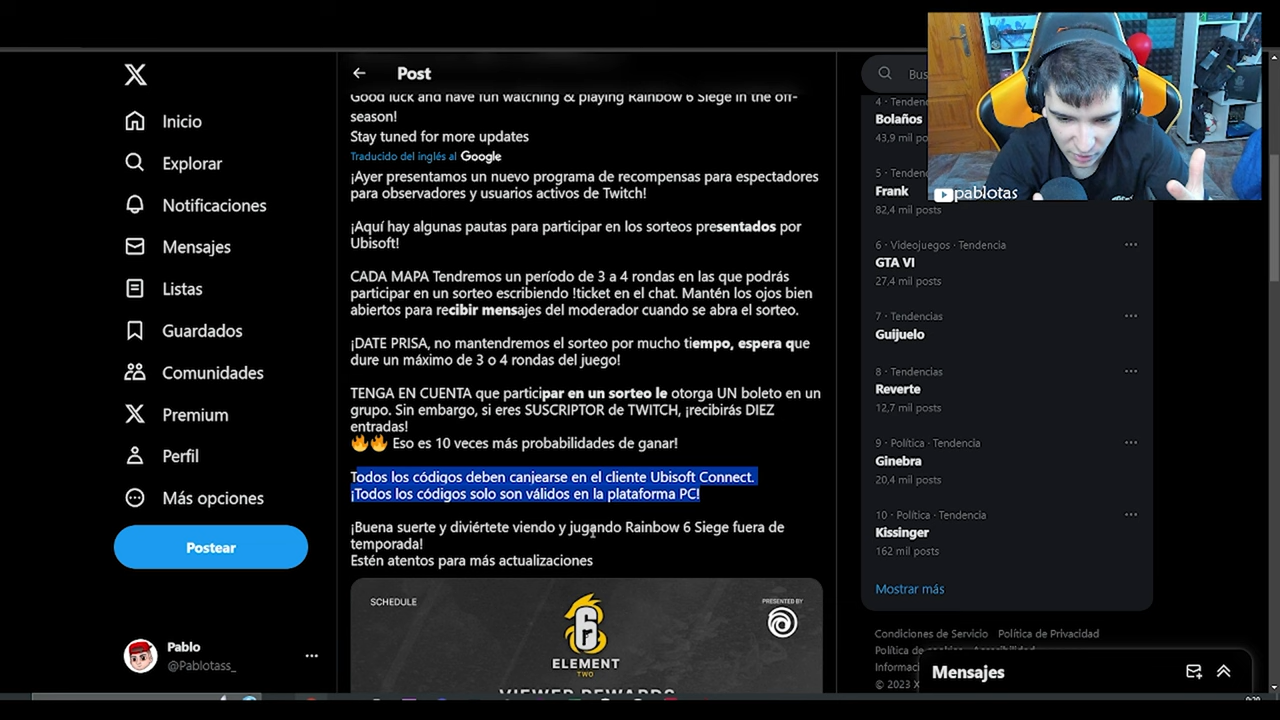 Inicio
Explorar
Notificaciones
Mensajes
Listas
Guardados
Comunidades
Premium
Perfil
Más opciones
Postear
Pablo
@Pablotass_
Post
Good luck and have fun watching & playing Rainbow 6 Siege in the off-
season!
Stay tuned for more updates
Traducido del inglés al Google
¡Ayer presentamos un nuevo programa de recompensas para espectadores
para observadores y usuarios activos de Twitch!
¡Aquí hay algunas pautas para participar en los sorteos presentados por
Ubisoft!
CADA MAPA Tendremos un período de 3 a 4 rondas en las que podrás
participar en un sorteo escribiendo !ticket en el chat. Mantén los ojos bien
abiertos para recibir mensajes del moderador cuando se abra el sorteo.
¡DATE PRISA, no mantendremos el sorteo por mucho tiempo, espera que
dure un máximo de 3 o 4 rondas del juego!
TENGA EN CUENTA que participar en un sorteo le otorga UN boleto en un
grupo. Sin embargo, si eres SUSCRIPTOR de TWITCH, ¡recibirás DIEZ
entradas!
🔥🔥 Eso es 10 veces más probabilidades de ganar!
Todos los códigos deben canjearse en el cliente Ubisoft Connect.
¡Todos los códigos solo son válidos en la plataforma PC!
¡Buena suerte y diviértete viendo y jugando Rainbow 6 Siege fuera de
temporada!
Estén atentos para más actualizaciones
SCHEDULE
PRESENTED BY
6
ELEMENT
TWO
VIEWER REWARDS
Bus
4 · Tendenc
Bolaños
43,9 mil posts
5 · Tendenc
Frank
82,4 mil posts
6 · Videojuegos · Tendencia
GTA VI
27,4 mil posts
7 · Tendencias
Guijuelo
8 · Tendencias
Reverte
12,7 mil posts
9 · Política · Tendencia
Ginebra
20,4 mil posts
10 · Política · Tendencia
Kissinger
162 mil posts
Mostrar más
Condiciones de Servicio Política de Privacidad
Política de
Informac
© 2023 X
Mensajes
pablotas